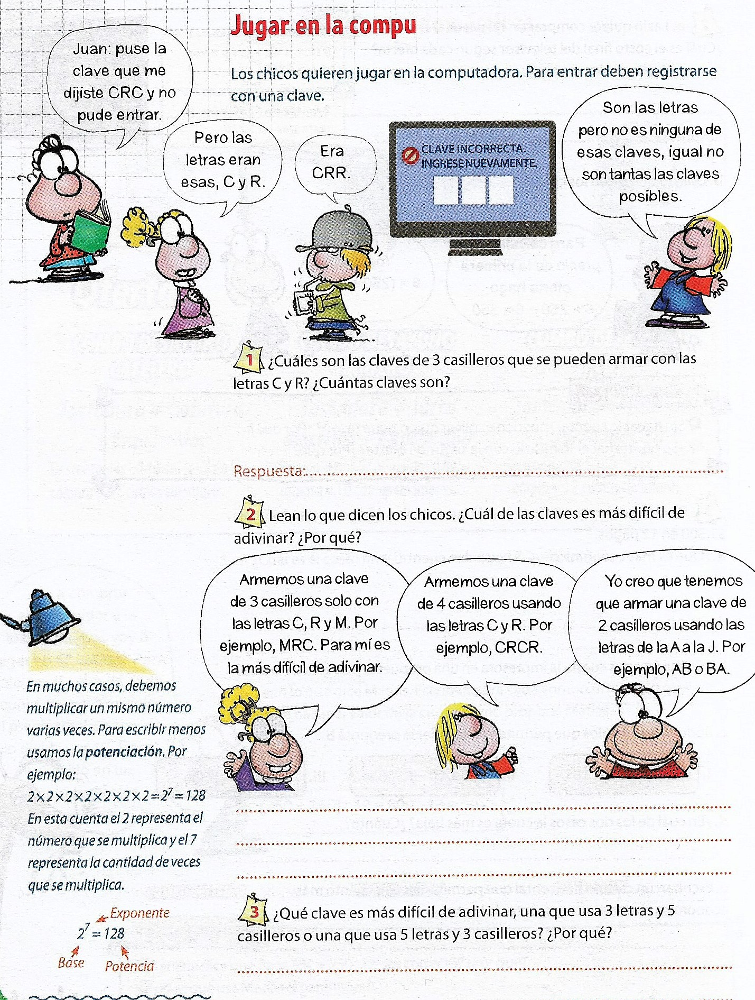 Jugar en la compu
Los chicos quieren jugar en la computadora. Para entrar deben registrarse
con una clave.
Juan: puse la
clave que me
dijiste CRC y no
pude entrar.
Pero las
letras eran
esas, C y R.
Era
CRR.
CLAVE INCORRECTA.
INGRESE NUEVAMENTE.
Son las letras
pero no es ninguna de
esas claves, igual no
son tantas las claves
posibles.
1 ¿Cuáles son las claves de 3 casilleros que se pueden armar con las
letras C y R? ¿Cuántas claves son?
Respuesta:
2 Lean lo que dicen los chicos. ¿Cuál de las claves es más difícil de
adivinar? ¿Por qué?
Armemos una clave
de 3 casilleros solo con
las letras C, R y M. Por
ejemplo, MRC. Para mí es
la más difícil de adivinar.
Armemos una clave
de 4 casilleros usando
las letras C y R. Por
ejemplo, CRCR.
Yo creo que tenemos
que armar una clave de
2 casilleros usando las
letras de la A a la J. Por
ejemplo, AB o BA.
3 ¿Qué clave es más difícil de adivinar, una que usa 3 letras y 5
casilleros o una que usa 5 letras y 3 casilleros? ¿Por qué?
En muchos casos, debemos
multiplicar un mismo número
varias veces. Para escribir menos
usamos la potenciación. Por
ejemplo:
2×2×2×2×2×2×2=2⁷=128
En esta cuenta el 2 representa el
número que se multiplica y el 7
representa la cantidad de veces
que se multiplica.
Exponente
2⁷ = 128
Base Potencia